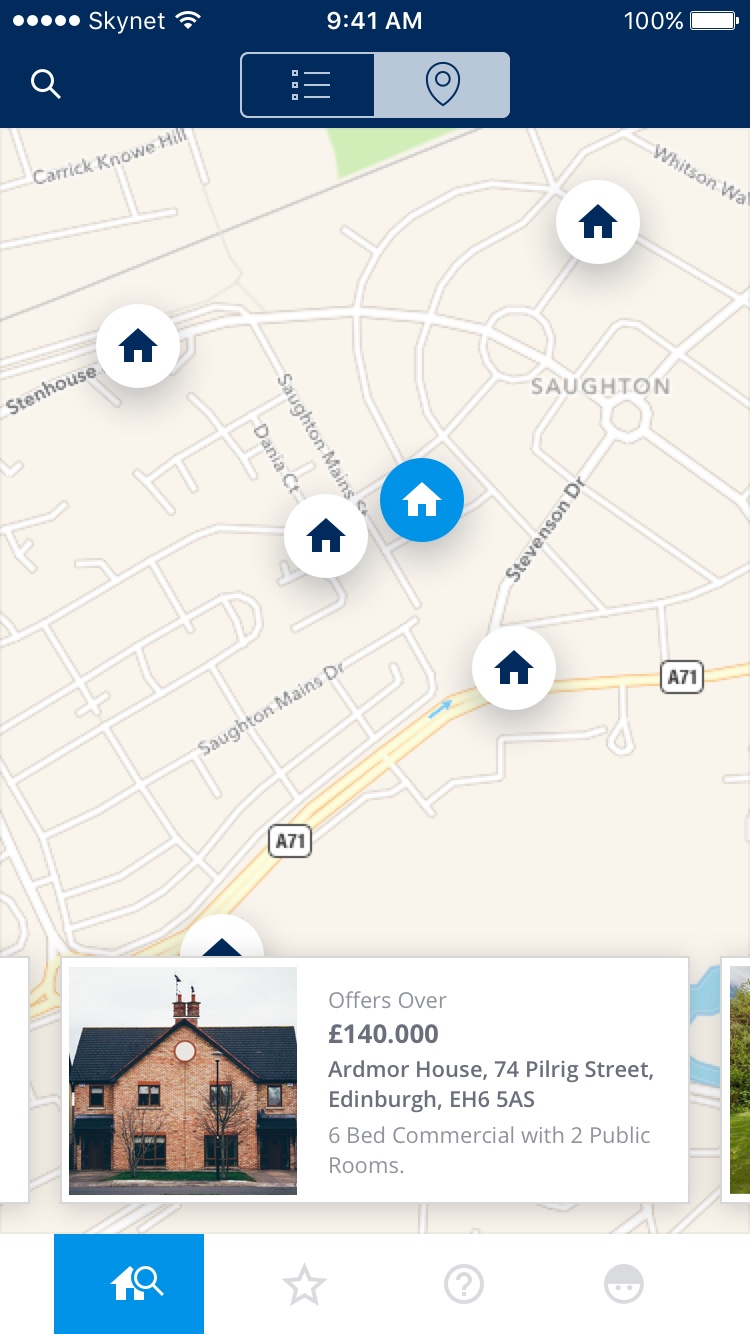 Skynet
9:41 AM
100%
Carrick Knowe Hill
Whitson Wa
Stenhouse
SAUGHTON
Saughton Mains St
Dania Ct
Stevenson Dr
A71
Saughton Mains Dr
A71
Offers Over
£140.000
Ardmor House, 74 Pilrig Street,
Edinburgh, EH6 5AS
6 Bed Commercial with 2 Public
Rooms.